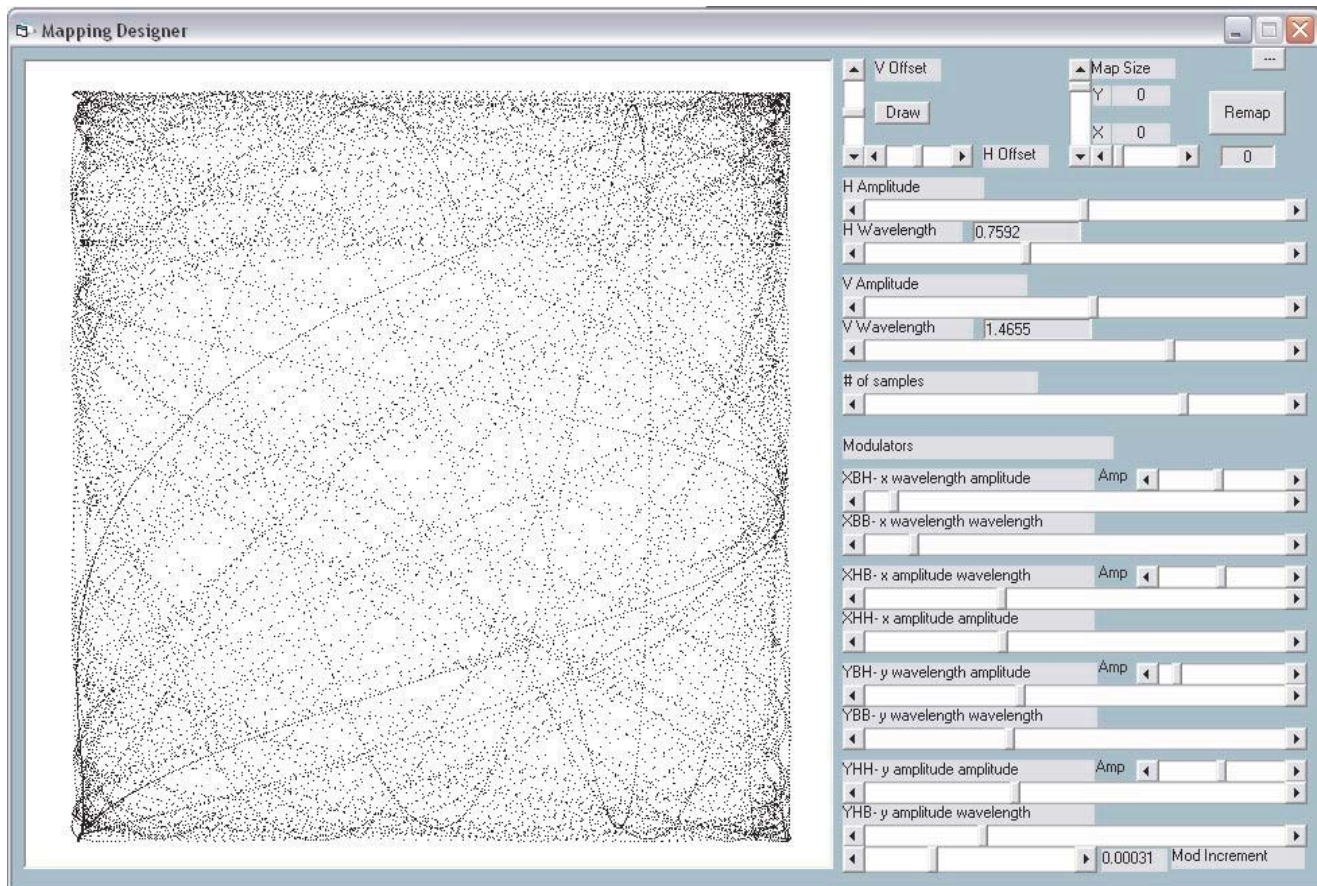 Mapping Designer
...
V Offset
Map Size
Y 0
Draw
Remap
X 0
H Offset
0
H Amplitude
H Wavelength 0.7592
V Amplitude
V Wavelength 1.4655
# of samples
Modulators
XBH- x wavelength amplitude Amp
XBB- x wavelength wavelength
XHB- x amplitude wavelength Amp
XHH- x amplitude amplitude
YBH- y wavelength amplitude Amp
YBB- y wavelength wavelength
YHH- y amplitude amplitude Amp
YHB- y amplitude wavelength
0.00031 Mod Increment